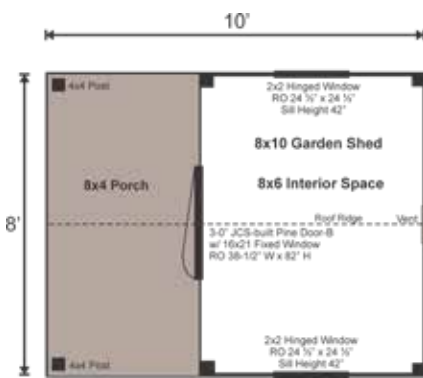 10'
4x4 Post
2x2 Hinged Window
RO 24 ½" x 24 ½"
Sill Height 42"
8x10 Garden Shed
8x4 Porch
8x6 Interior Space
8'
Roof Ridge
Vent
3-0" JCS-built Pine Door-B
w/ 16x21 Fixed Window
RO 38-1/2" W x 82" H
2x2 Hinged Window
RO 24 ½" x 24 ½"
Sill Height 42"
4x4 Post